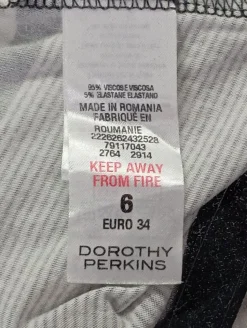 95% VISCOSE VISCOSA
5% ELASTANE ELASTANO
MADE IN ROMANIA
FABRIQUÉ EN
ROUMANIE
2226262432528
79117043
2764 2914
KEEP AWAY
FROM FIRE
6
EURO 34
DOROTHY
PERKINS